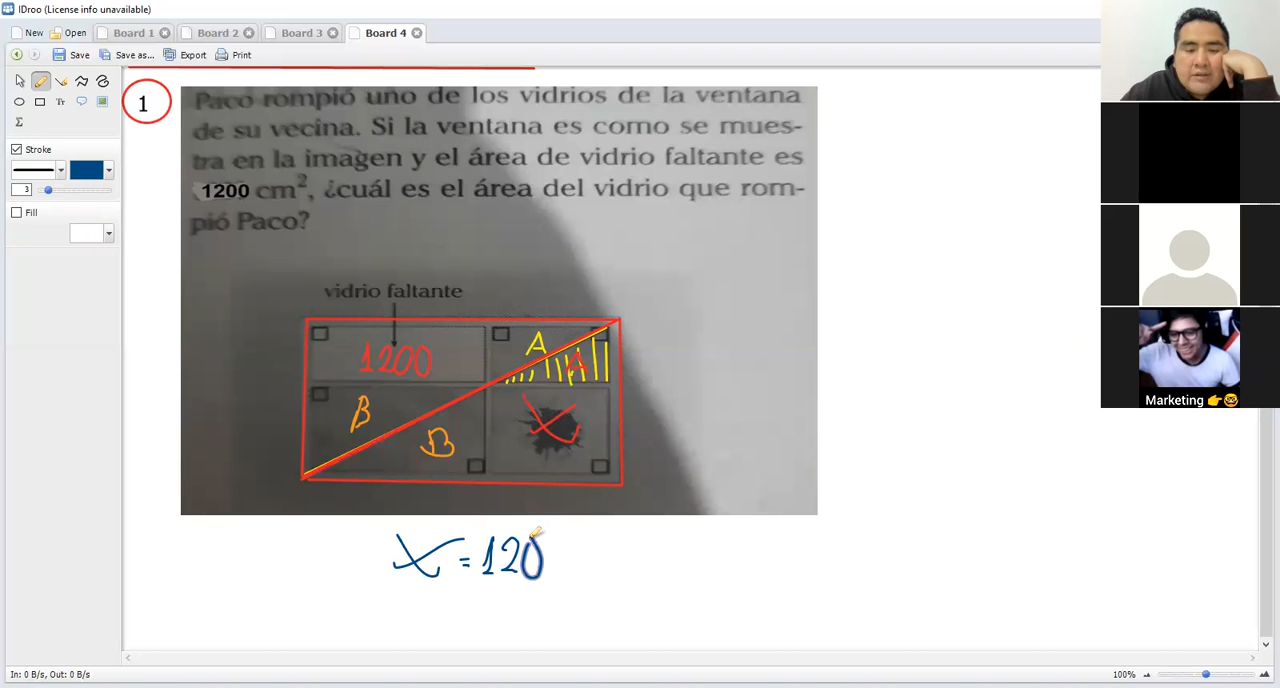 IDroo (License info unavailable)
New Open Board 1 Board 2 Board 3 Board 4
Save Save as... Export Print
Tr
Σ
Stroke
3
Fill
1
Paco rompió uno de los vidrios de la ventana
de su vecina. Si la ventana es como se mues-
tra en la imagen y el área de vidrio faltante es
1200 cm², ¿cuál es el área del vidrio que rom-
pió Paco?
vidrio faltante
1200
A
A
B
B
X
X = 120
Marketing 👉🤓
In: 0 B/s, Out: 0 B/s
100%